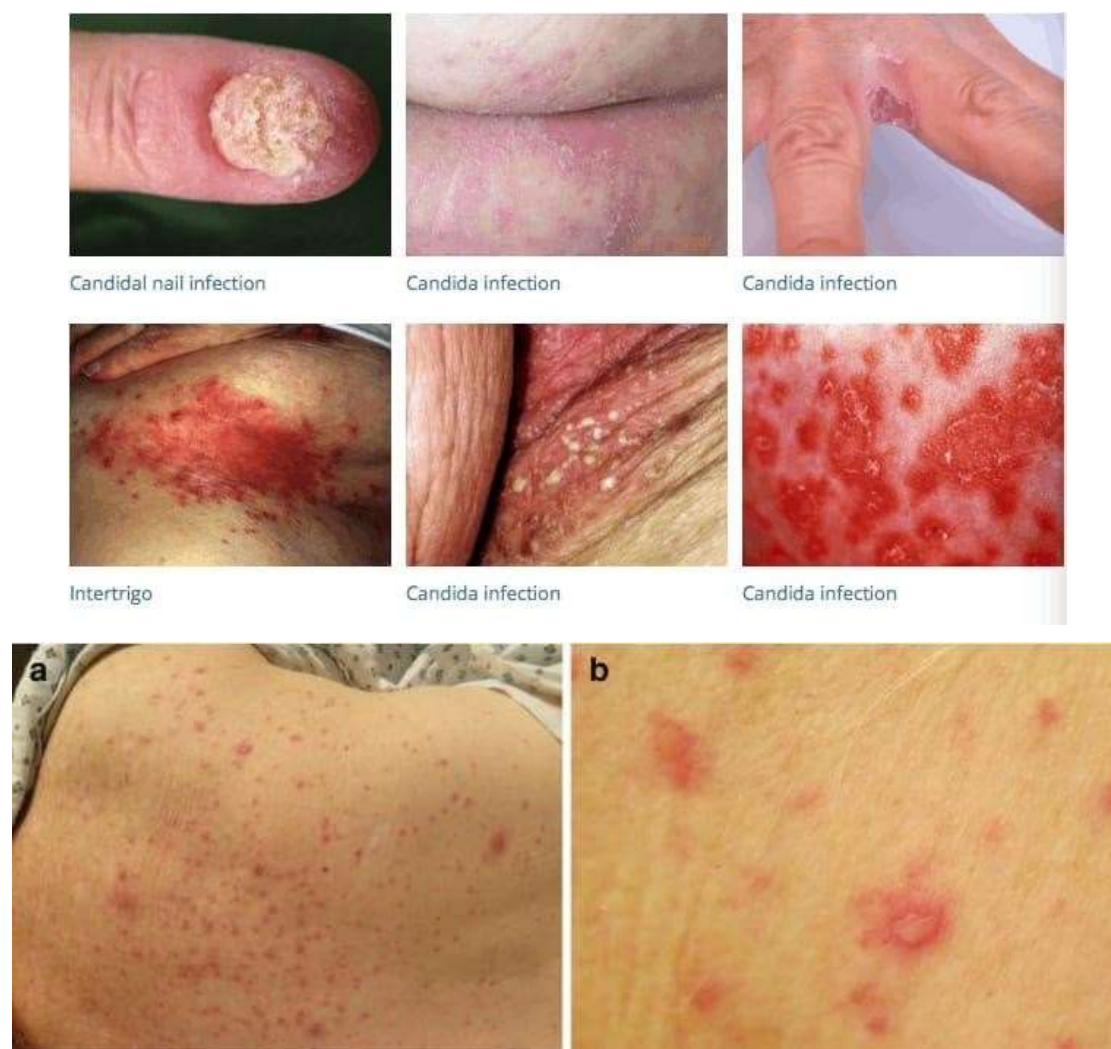 Candidal nail infection
Candida infection
Candida infection
Intertrigo
Candida infection
Candida infection
a
b